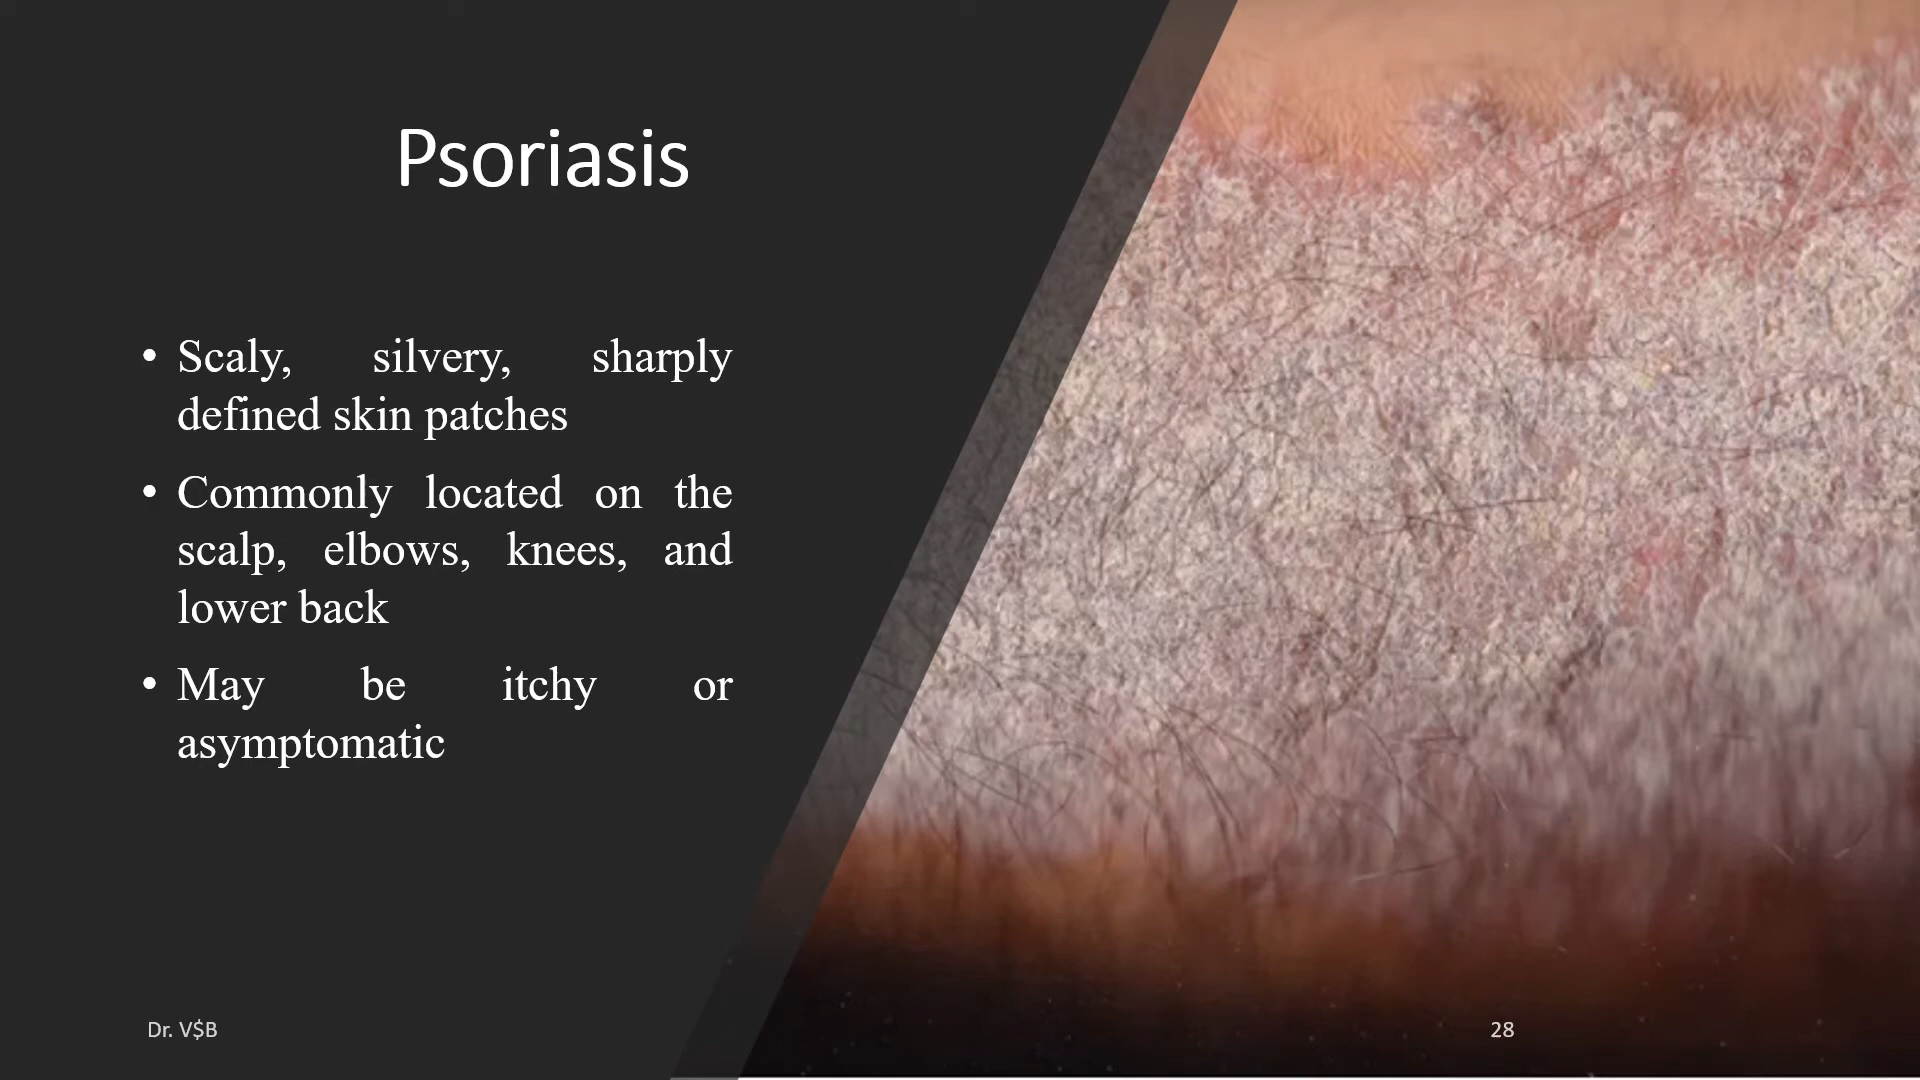 Psoriasis
• Scaly, silvery, sharply
defined skin patches
• Commonly located on the
scalp, elbows, knees, and
lower back
• May be itchy or
asymptomatic
Dr. V$B
28